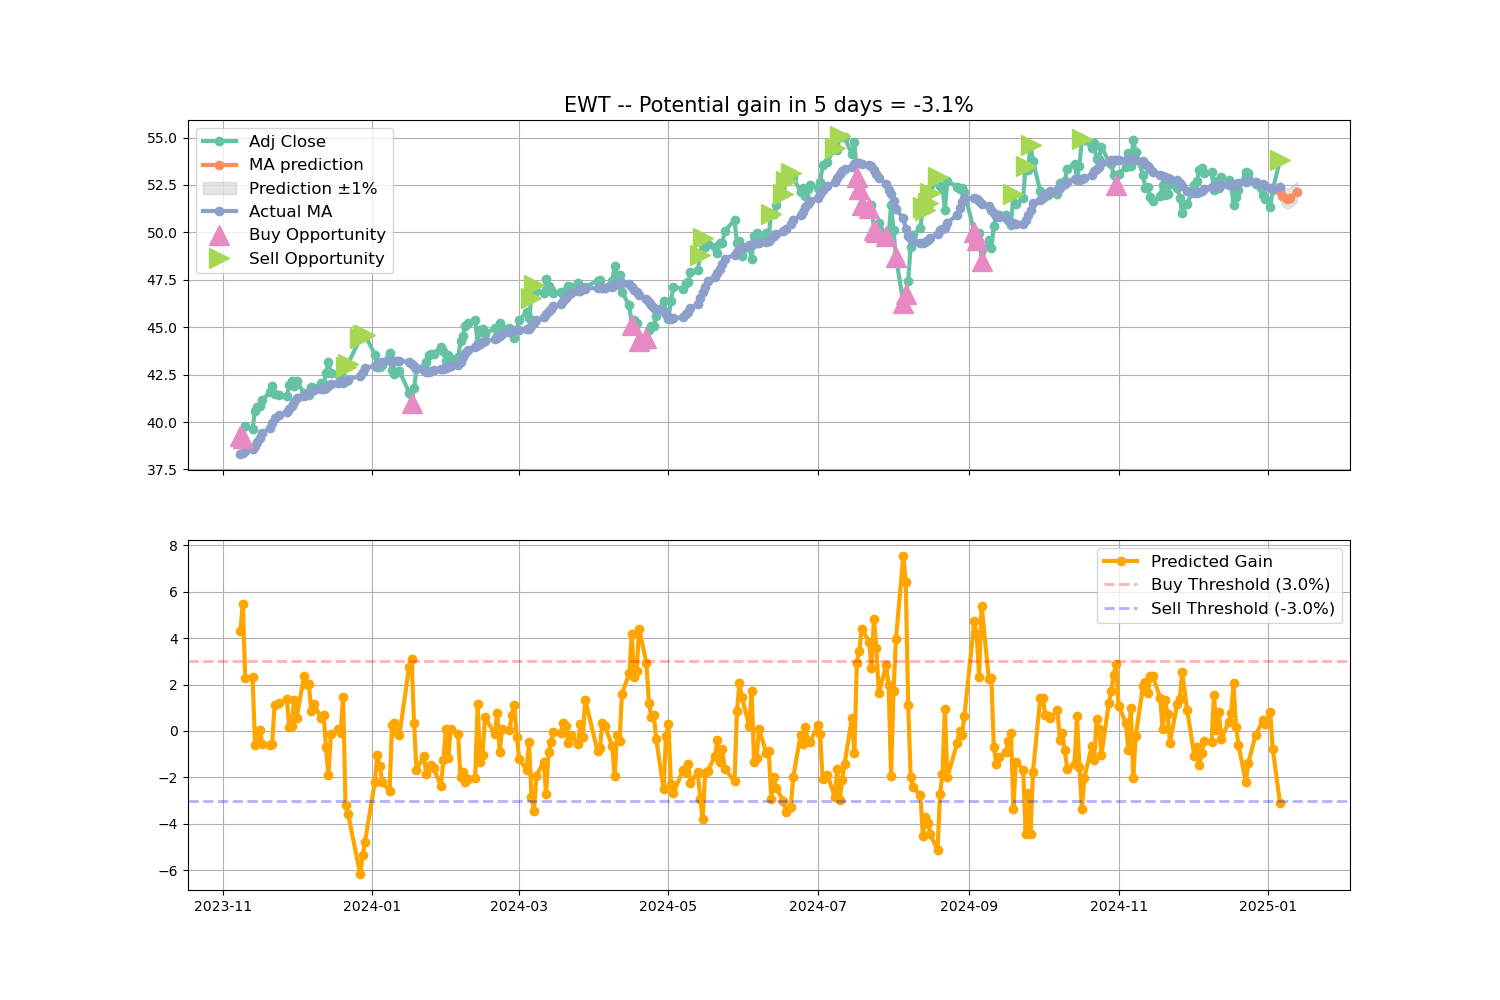 EWT -- Potential gain in 5 days = -3.1%
55.0
52.5
50.0
47.5
45.0
42.5
40.0
37.5
Adj Close
MA prediction
Prediction ±1%
Actual MA
Buy Opportunity
Sell Opportunity
8
6
4
2
0
−2
−4
−6
Predicted Gain
Buy Threshold (3.0%)
Sell Threshold (-3.0%)
2023-11
2024-01
2024-03
2024-05
2024-07
2024-09
2024-11
2025-01